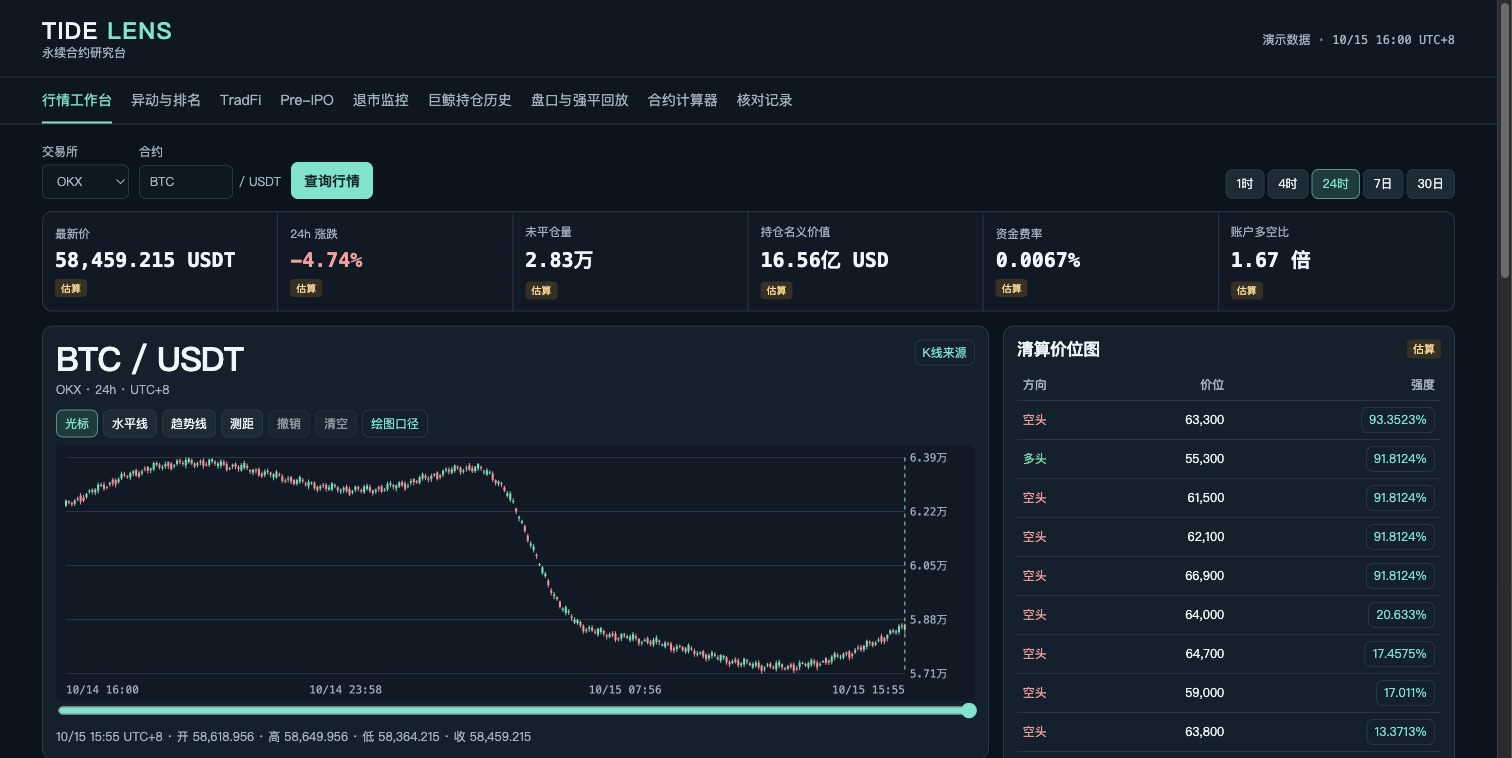 TIDE LENS
永续合约研究台
演示数据 · 10/15 16:00 UTC+8
行情工作台 异动与排名 TradFi Pre-IPO 退市监控 巨鲸持仓历史 盘口与强平回放 合约计算器 核对记录
交易所 合约
OKX BTC / USDT 查询行情
1时 4时 24时 7日 30日
最新价 24h 涨跌 未平仓量 持仓名义价值 资金费率 账户多空比
58,459.215 USDT -4.74% 2.83万 16.56亿 USD 0.0067% 1.67 倍
估算 估算 估算 估算 估算 估算
BTC / USDT
K线来源
OKX · 24h · UTC+8
光标 水平线 趋势线 测距 撤销 清空 绘图口径
6.39万
6.22万
6.05万
5.88万
5.71万
10/14 16:00 10/14 23:58 10/15 07:56 10/15 15:55
10/15 15:55 UTC+8 · 开 58,618.956 · 高 58,649.956 · 低 58,364.215 · 收 58,459.215
清算价位图 估算
方向 价位 强度
空头 63,300 93.3523%
多头 55,300 91.8124%
空头 61,500 91.8124%
空头 62,100 91.8124%
空头 66,900 91.8124%
空头 64,000 20.633%
空头 64,700 17.4575%
空头 59,000 17.011%
空头 63,800 13.3713%